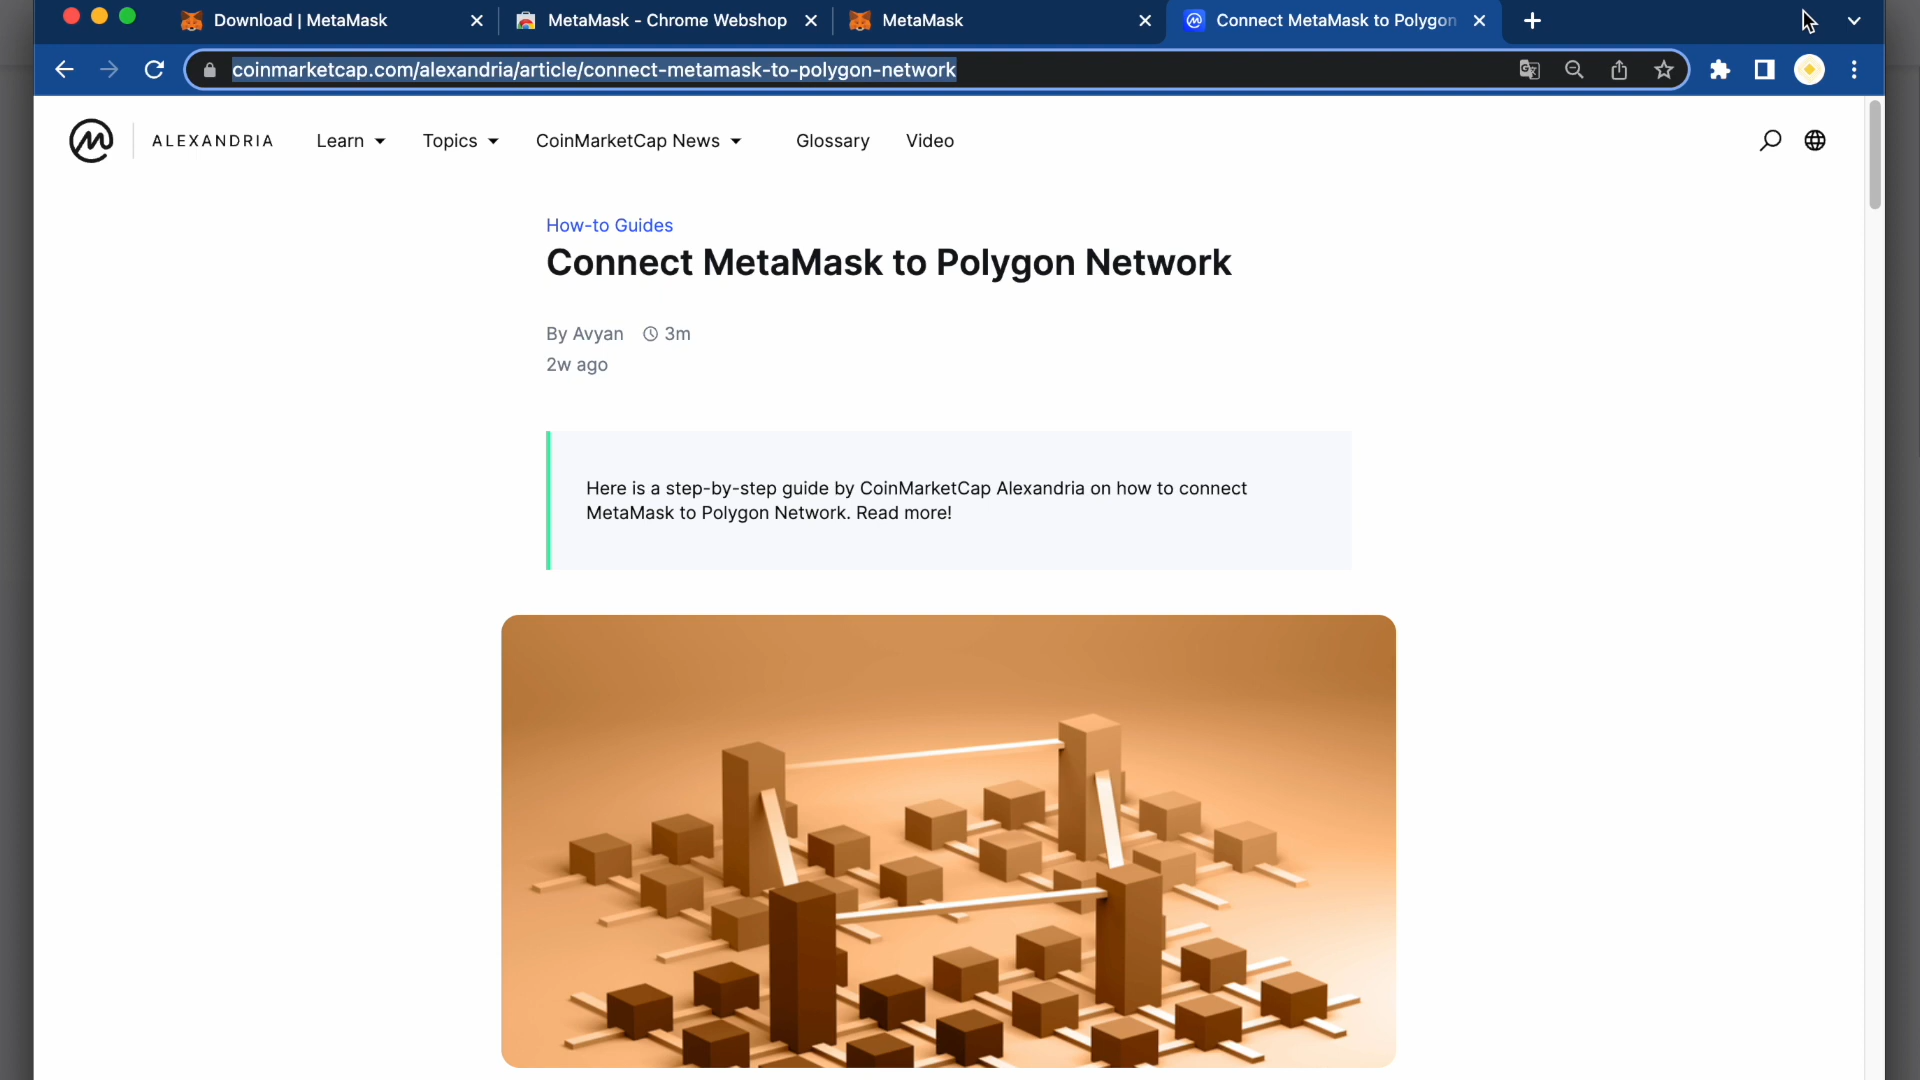 Download | MetaMask
MetaMask - Chrome Webshop
MetaMask
Connect MetaMask to Polygon
coinmarketcap.com/alexandria/article/connect-metamask-to-polygon-network
ALEXANDRIA
Learn
Topics
CoinMarketCap News
Glossary
Video
How-to Guides
Connect MetaMask to Polygon Network
By Avyan
3m
2w ago
Here is a step-by-step guide by CoinMarketCap Alexandria on how to connect
MetaMask to Polygon Network. Read more!